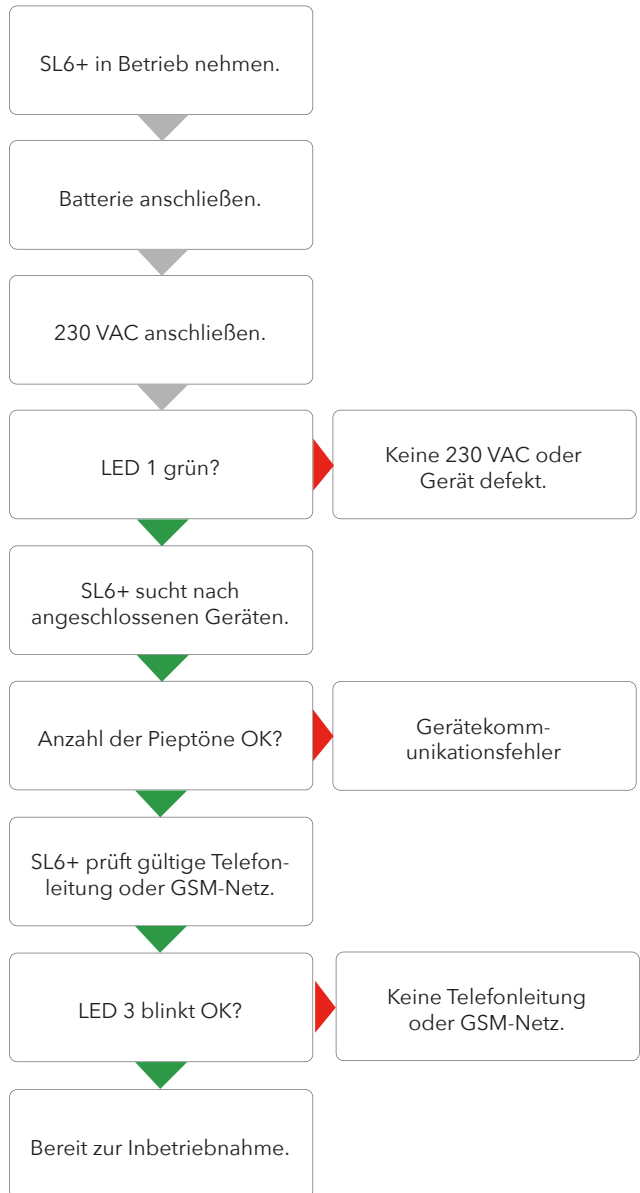 SL6+ in Betrieb nehmen.
Batterie anschließen.
230 VAC anschließen.
LED 1 grün?
Keine 230 VAC oder
Gerät defekt.
SL6+ sucht nach
angeschlossenen Geräten.
Anzahl der Pieptöne OK?
Gerätekomm-
unikationsfehler
SL6+ prüft gültige Telefon-
leitung oder GSM-Netz.
LED 3 blinkt OK?
Keine Telefonleitung
oder GSM-Netz.
Bereit zur Inbetriebnahme.